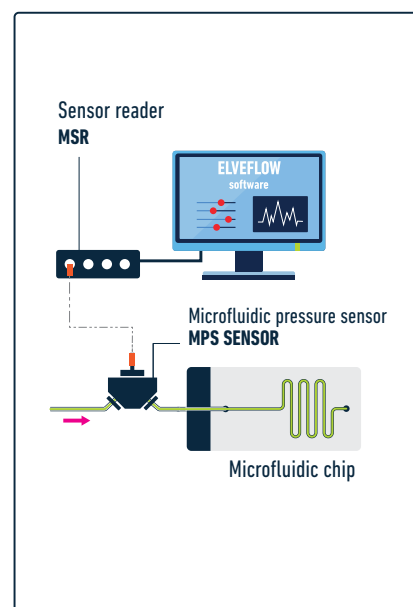 Sensor reader
MSR
ELVEFLOW
software
Microfluidic pressure sensor
MPS SENSOR
Microfluidic chip